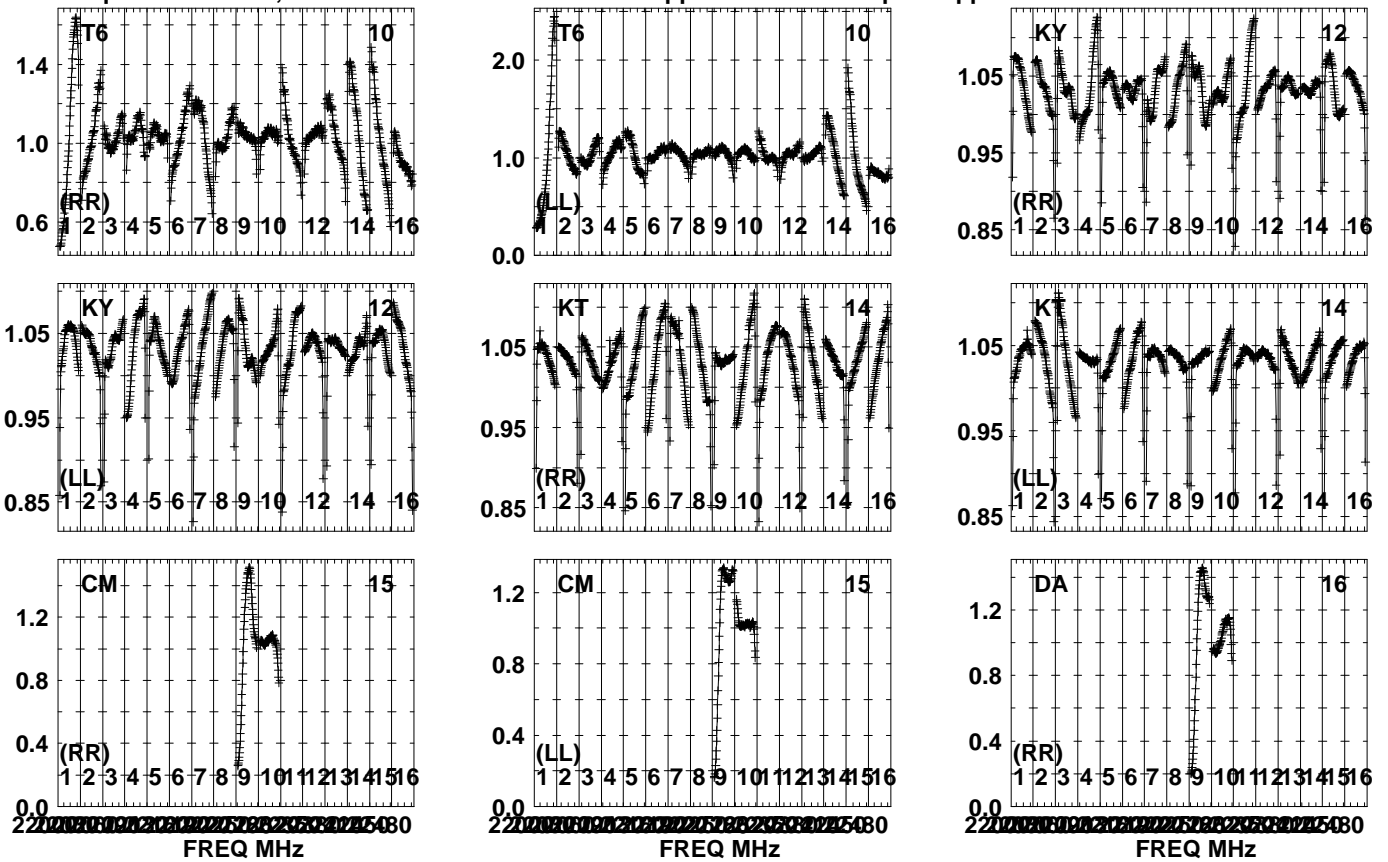 T6 10
1.4
1.0
0.6
(RR)
1 2 3 4 5 6 7 8 9 10 12 14 16
T6 10
2.0
1.0
0.0
(LL)
1 2 3 4 5 6 7 8 9 10 12 14 16
KY 12
1.05
0.95
0.85
(RR)
1 2 3 4 5 6 7 8 9 10 12 14 16
KY 12
1.05
0.95
0.85
(LL)
1 2 3 4 5 6 7 8 9 10 12 14 16
KT 14
1.05
0.95
0.85
(RR)
1 2 3 4 5 6 7 8 9 10 12 14 16
KT 14
1.05
0.95
0.85
(LL)
1 2 3 4 5 6 7 8 9 10 12 14 16
CM 15
1.2
0.8
0.4
0.0
(RR)
1 2 3 4 5 6 7 8 9 10 11 12 13 14 15 16
FREQ MHz
CM 15
1.2
0.8
0.4
0.0
(LL)
1 2 3 4 5 6 7 8 9 10 11 12 13 14 15 16
FREQ MHz
DA 16
1.2
0.8
0.4
0.0
(RR)
1 2 3 4 5 6 7 8 9 10 11 12 13 14 15 16
FREQ MHz